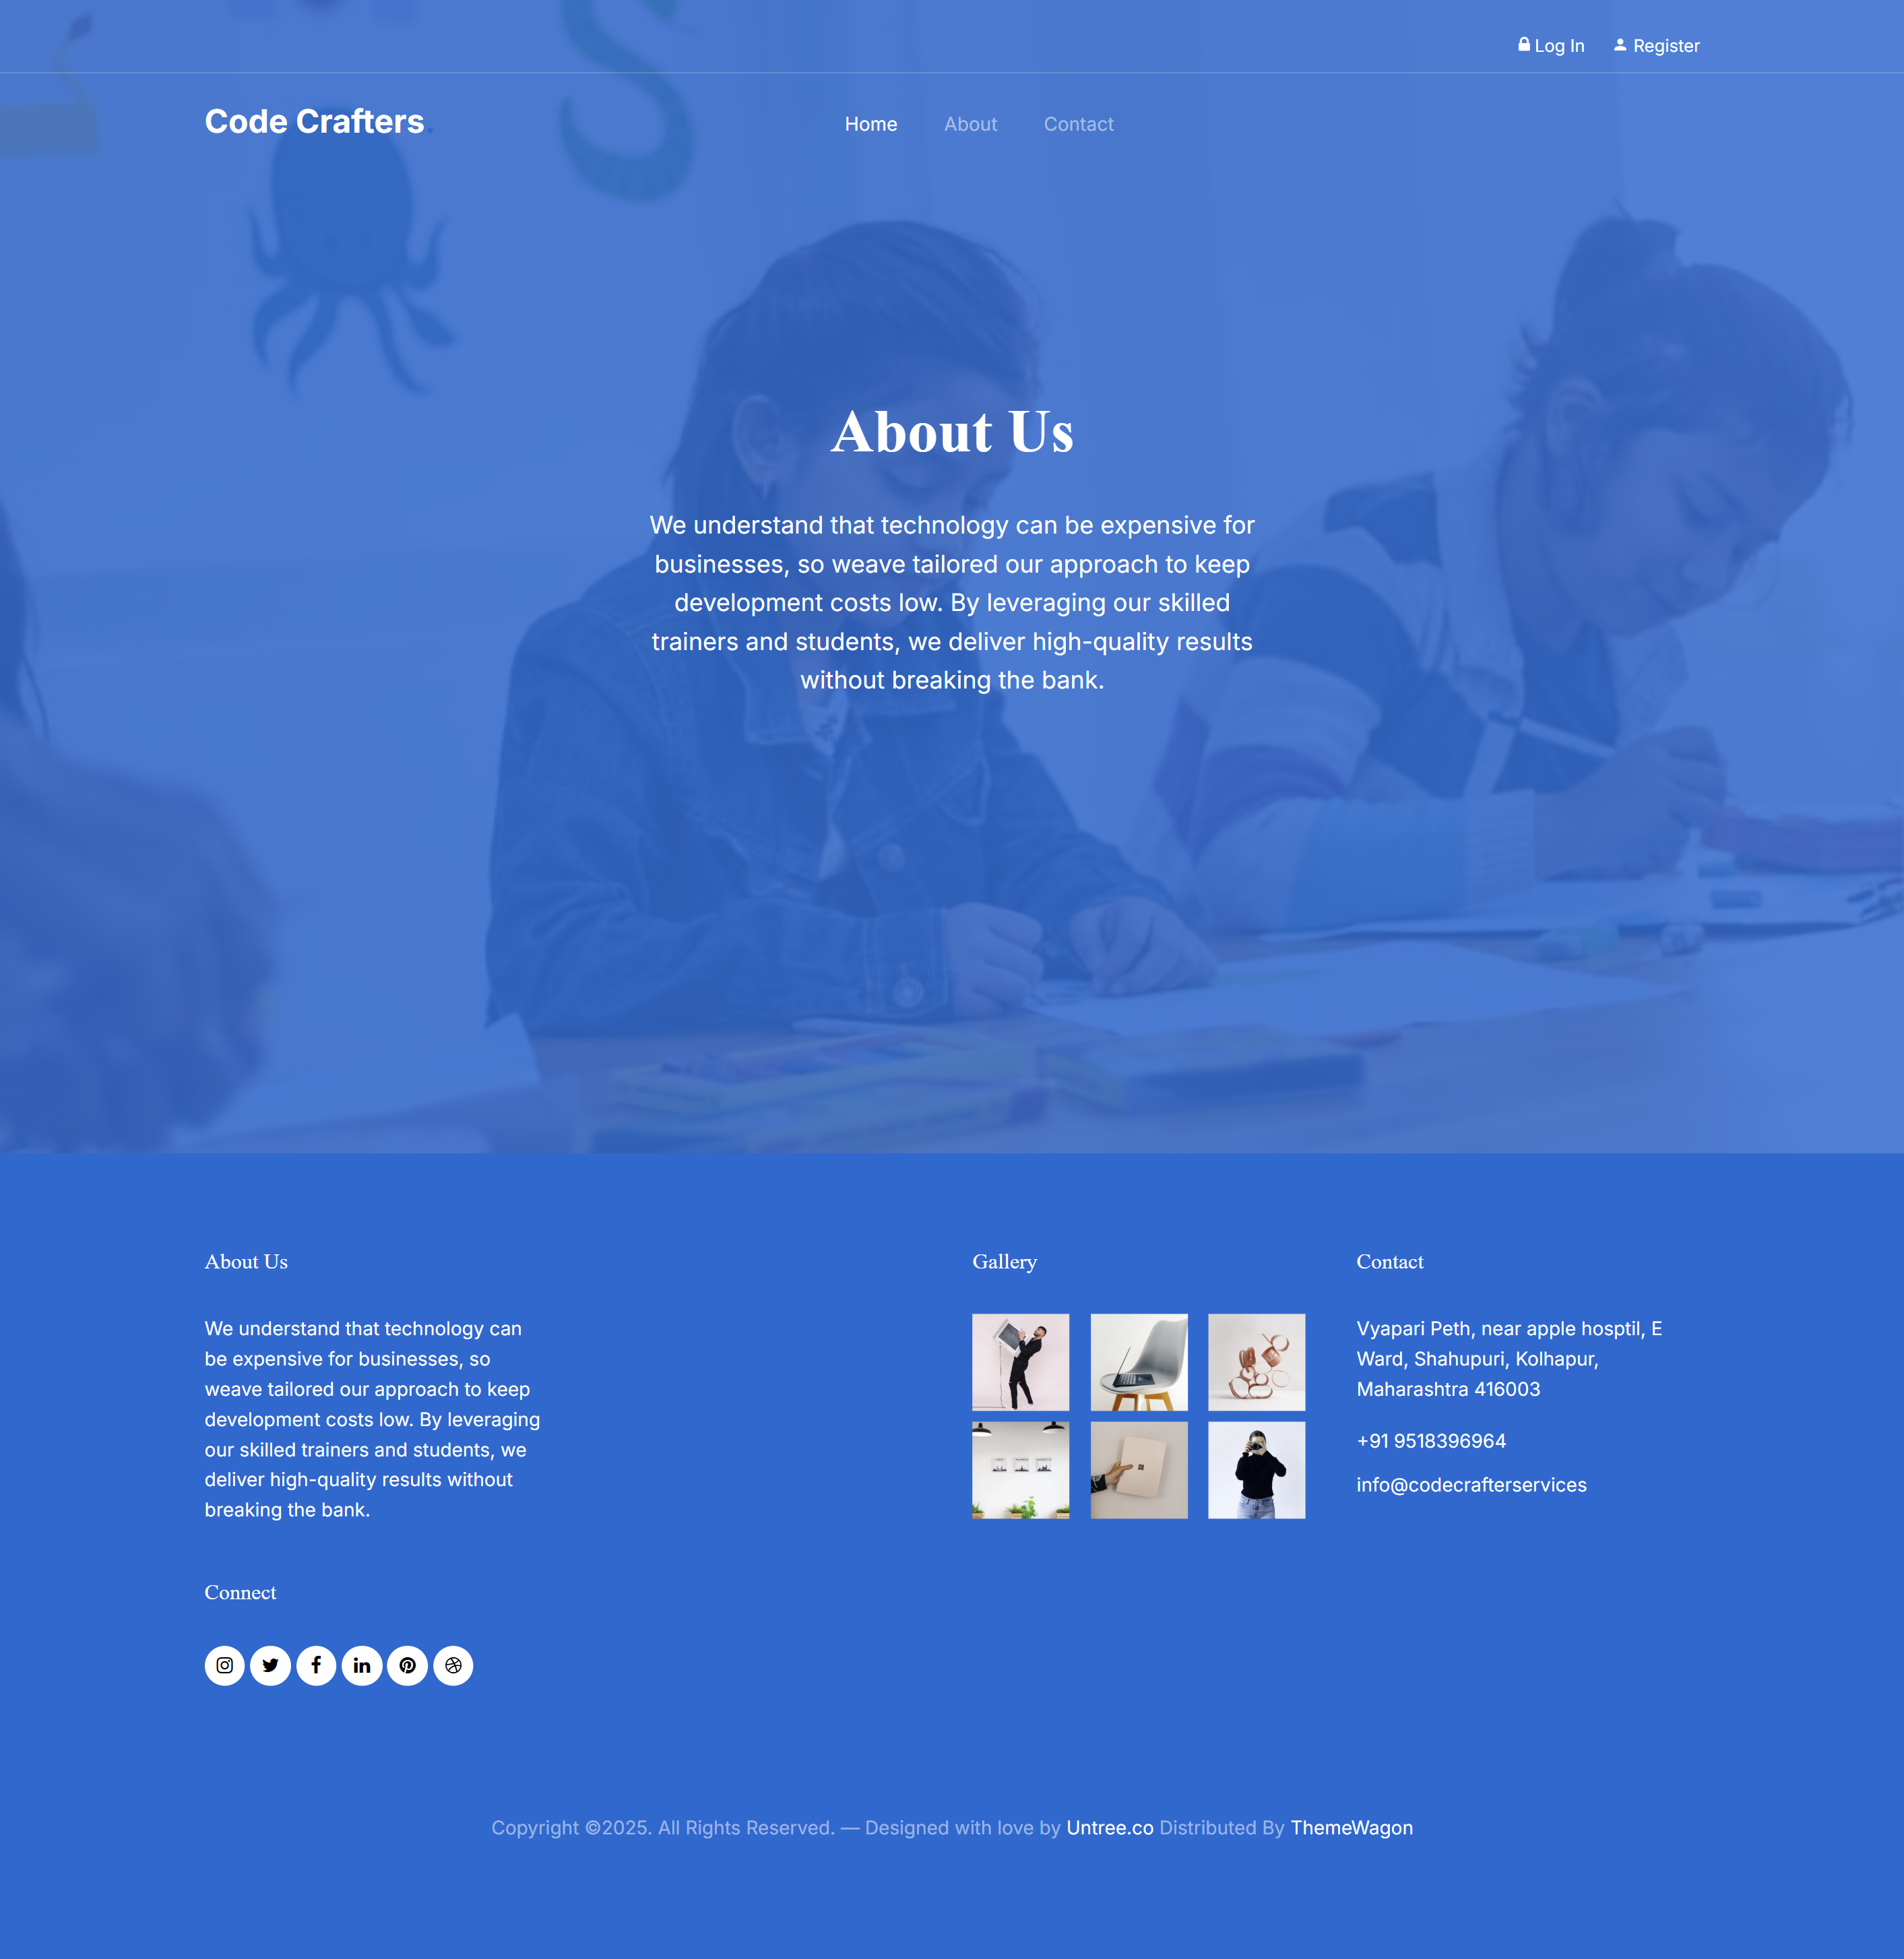 Log In Register
Code Crafters.
Home About Contact
About Us
We understand that technology can be expensive for
businesses, so weave tailored our approach to keep
development costs low. By leveraging our skilled
trainers and students, we deliver high-quality results
without breaking the bank.
About Us
We understand that technology can
be expensive for businesses, so
weave tailored our approach to keep
development costs low. By leveraging
our skilled trainers and students, we
deliver high-quality results without
breaking the bank.
Connect
Gallery
Contact
Vyapari Peth, near apple hosptil, E
Ward, Shahupuri, Kolhapur,
Maharashtra 416003
+91 9518396964
info@codecrafterservices
Copyright ©2025. All Rights Reserved. — Designed with love by Untree.co Distributed By ThemeWagon